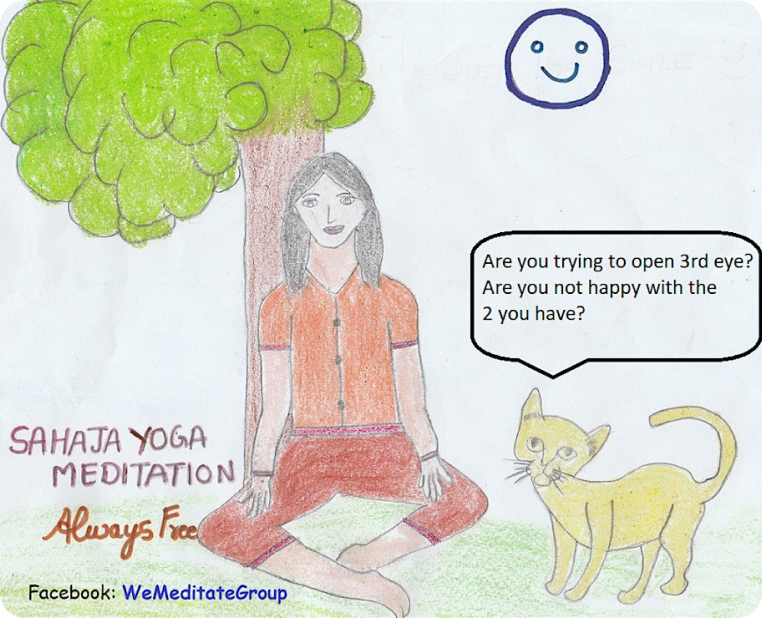 Are you trying to open 3rd eye?
Are you not happy with the
2 you have?
SAHAJA YOGA
MEDITATION
Always Free
Facebook: WeMeditateGroup